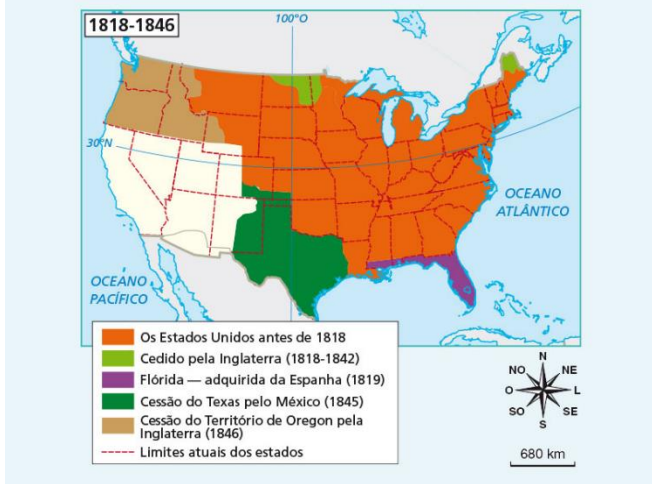 1818-1846
100°O
30°N
OCEANO
ATLÂNTICO
OCEANO
PACÍFICO
Os Estados Unidos antes de 1818
Cedido pela Inglaterra (1818-1842)
Flórida — adquirida da Espanha (1819)
Cessão do Texas pelo México (1845)
Cessão do Território de Oregon pela
Inglaterra (1846)
Limites atuais dos estados
N
NO NE
O L
SO SE
S
680 km